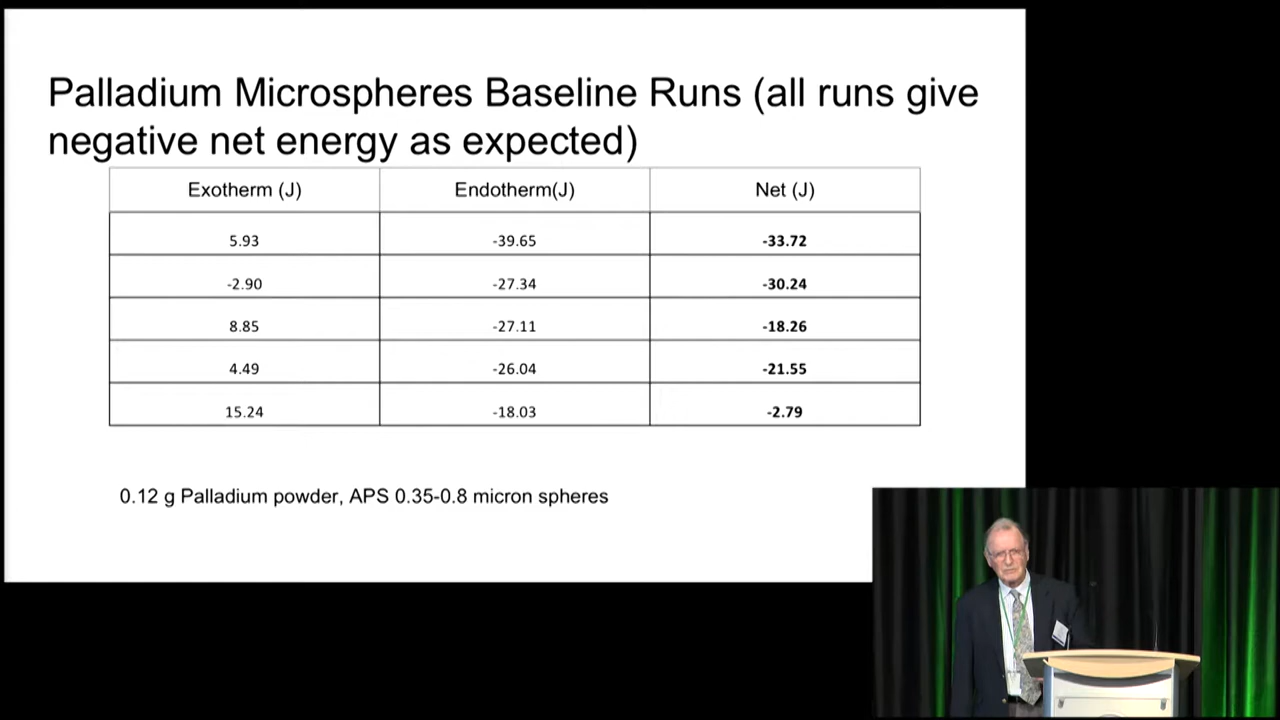 Palladium Microspheres Baseline Runs (all runs give
negative net energy as expected)
Exotherm (J) Endotherm(J) Net (J)
5.93 -39.65 -33.72
-2.90 -27.34 -30.24
8.85 -27.11 -18.26
4.49 -26.04 -21.55
15.24 -18.03 -2.79
0.12 g Palladium powder, APS 0.35-0.8 micron spheres